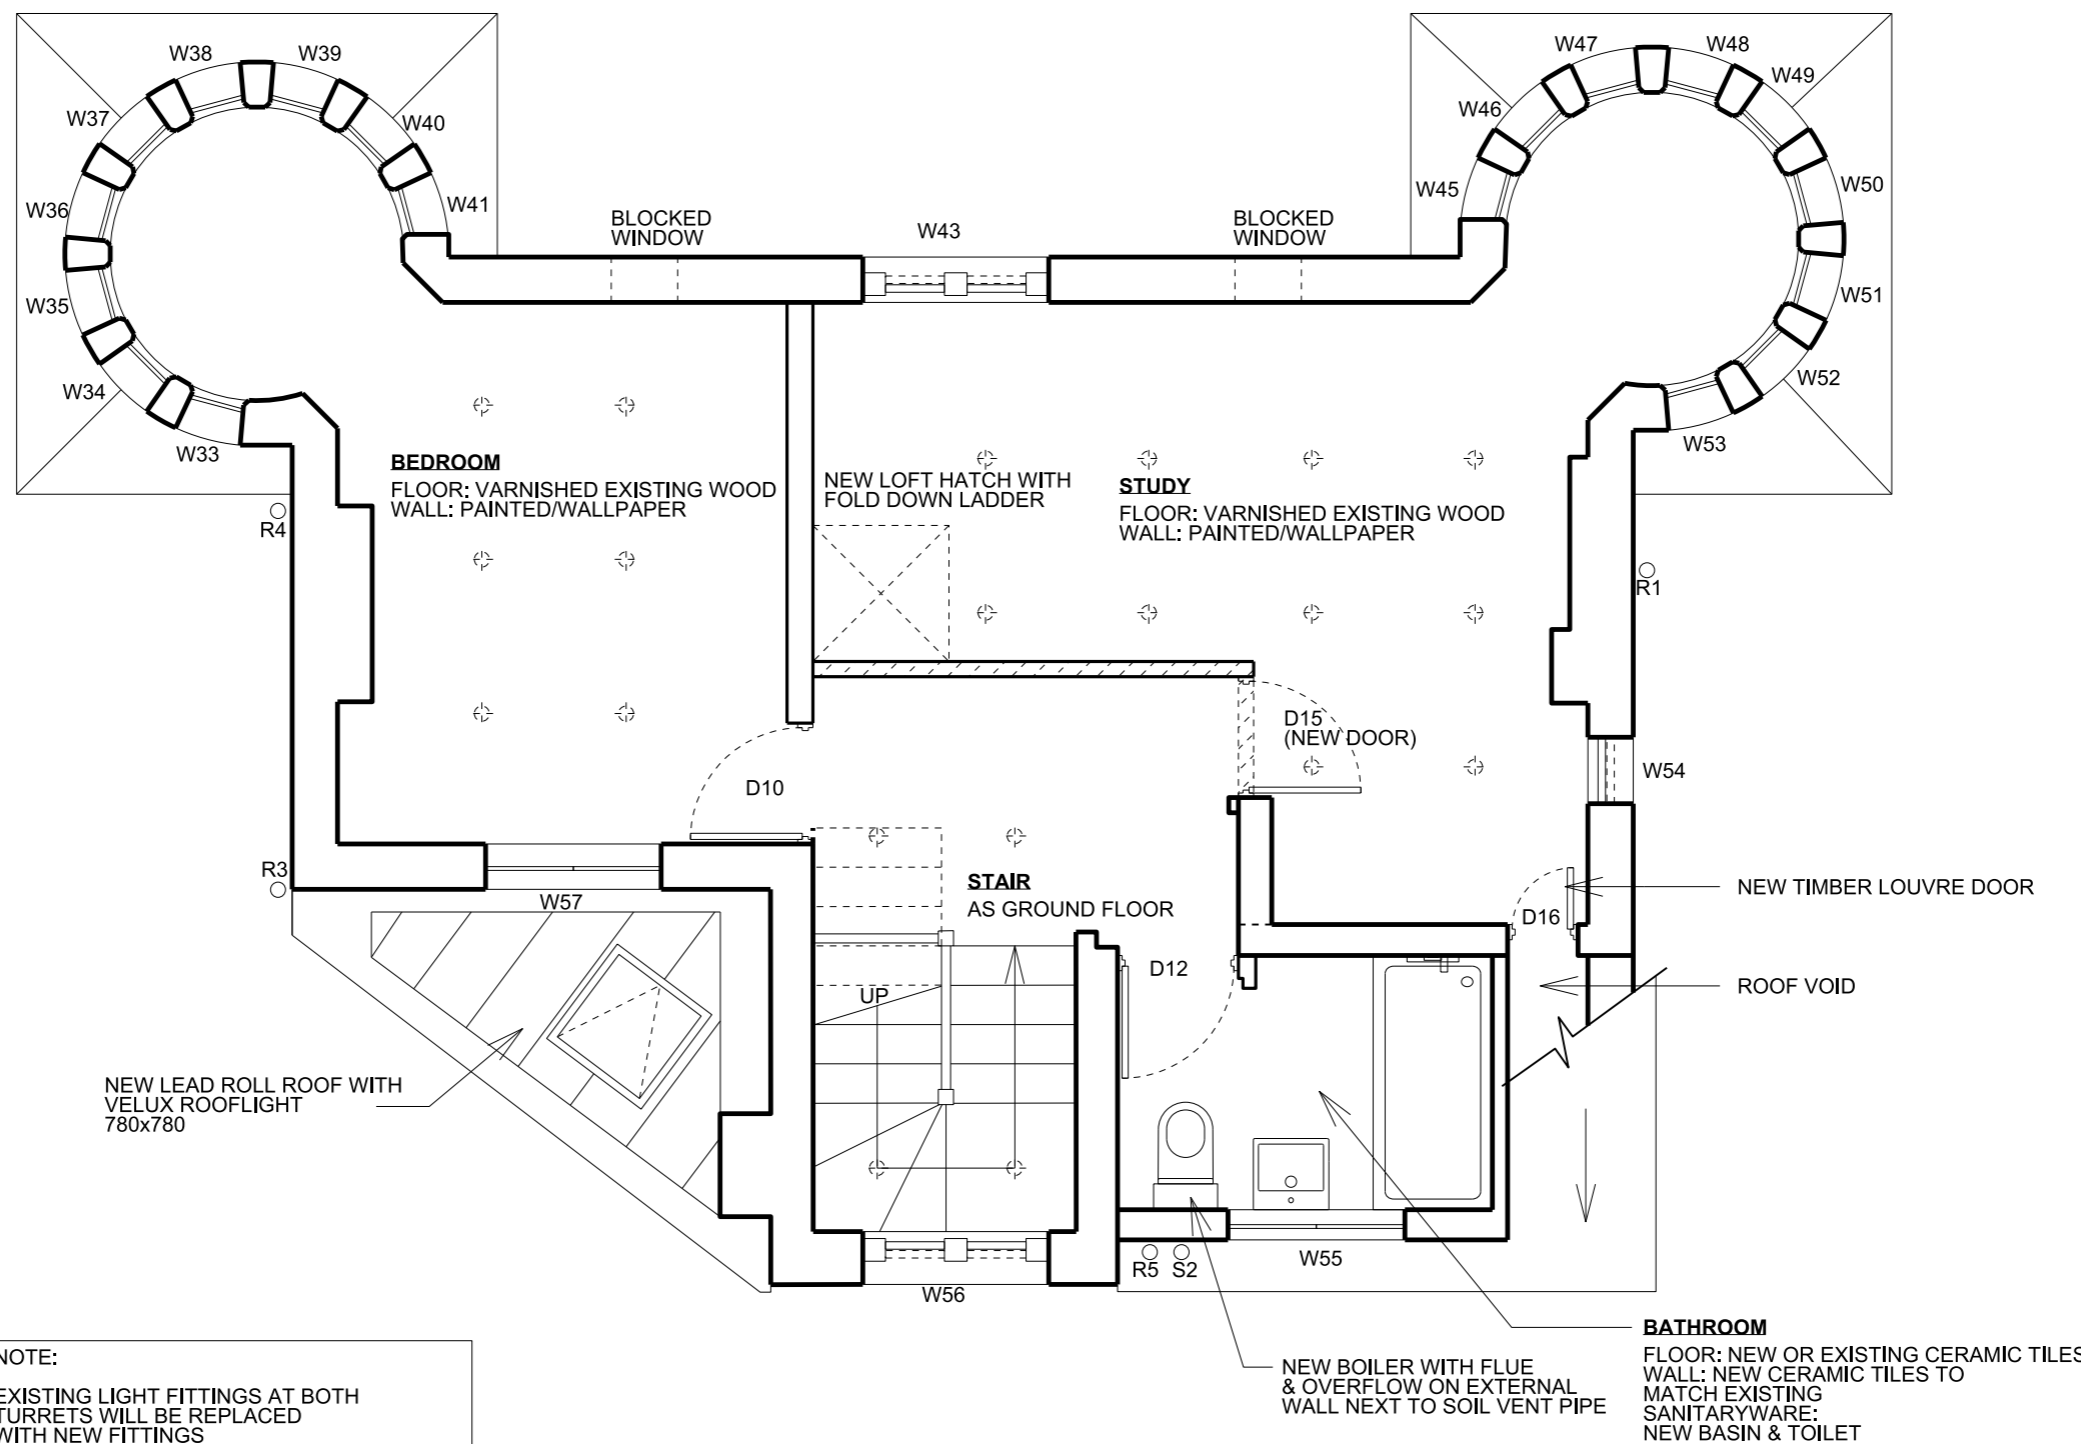 W38
W39
W47
W48
W49
W37
W40
W46
W36
W41
W45
W50
BLOCKED
WINDOW
W43
BLOCKED
WINDOW
W35
W51
W34
W52
W33
W53
BEDROOM
FLOOR: VARNISHED EXISTING WOOD
WALL: PAINTED/WALLPAPER
NEW LOFT HATCH WITH
FOLD DOWN LADDER
STUDY
FLOOR: VARNISHED EXISTING WOOD
WALL: PAINTED/WALLPAPER
R4
R1
D15
(NEW DOOR)
D10
W54
R3
STAIR
AS GROUND FLOOR
W57
NEW TIMBER LOUVRE DOOR
D16
D12
UP
ROOF VOID
NEW LEAD ROLL ROOF WITH
VELUX ROOFLIGHT
780x780
R5
S2
W55
W56
NOTE:
EXISTING LIGHT FITTINGS AT BOTH
TURRETS WILL BE REPLACED
WITH NEW FITTINGS
NEW BOILER WITH FLUE
& OVERFLOW ON EXTERNAL
WALL NEXT TO SOIL VENT PIPE
BATHROOM
FLOOR: NEW OR EXISTING CERAMIC TILES
WALL: NEW CERAMIC TILES TO
MATCH EXISTING
SANITARYWARE:
NEW BASIN & TOILET